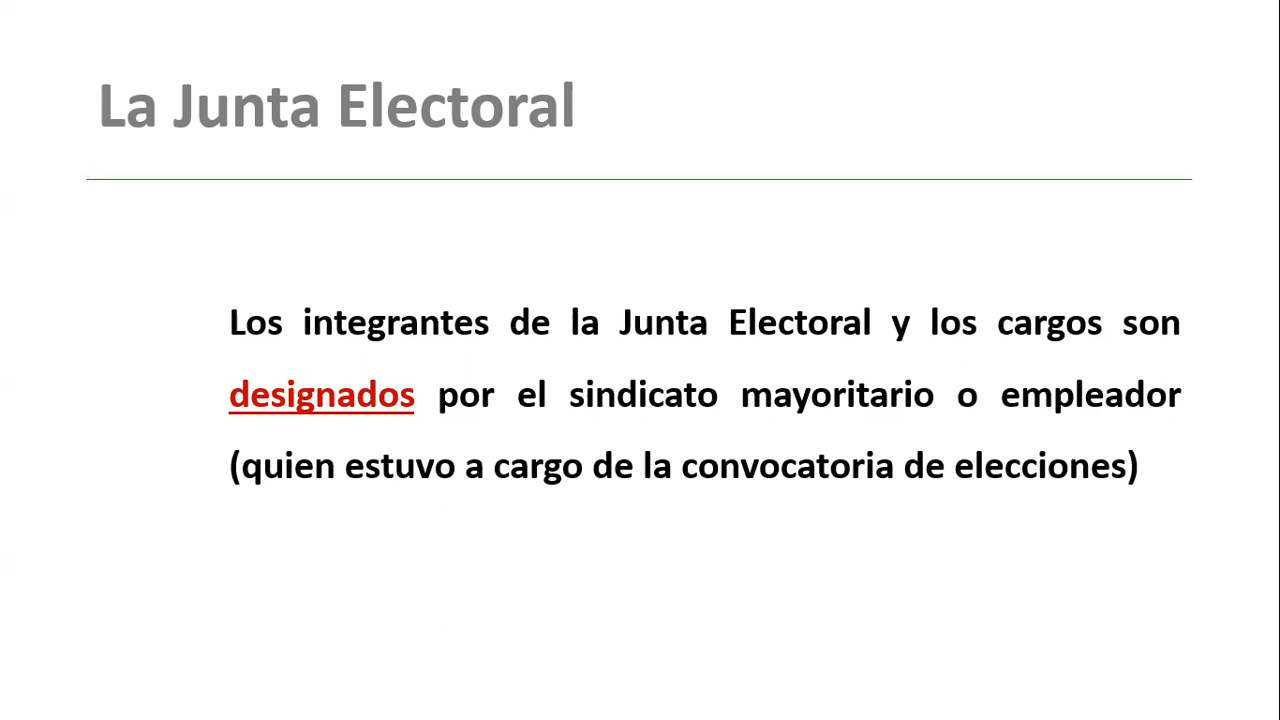 La Junta Electoral
Los integrantes de la Junta Electoral y los cargos son
designados por el sindicato mayoritario o empleador
(quien estuvo a cargo de la convocatoria de elecciones)